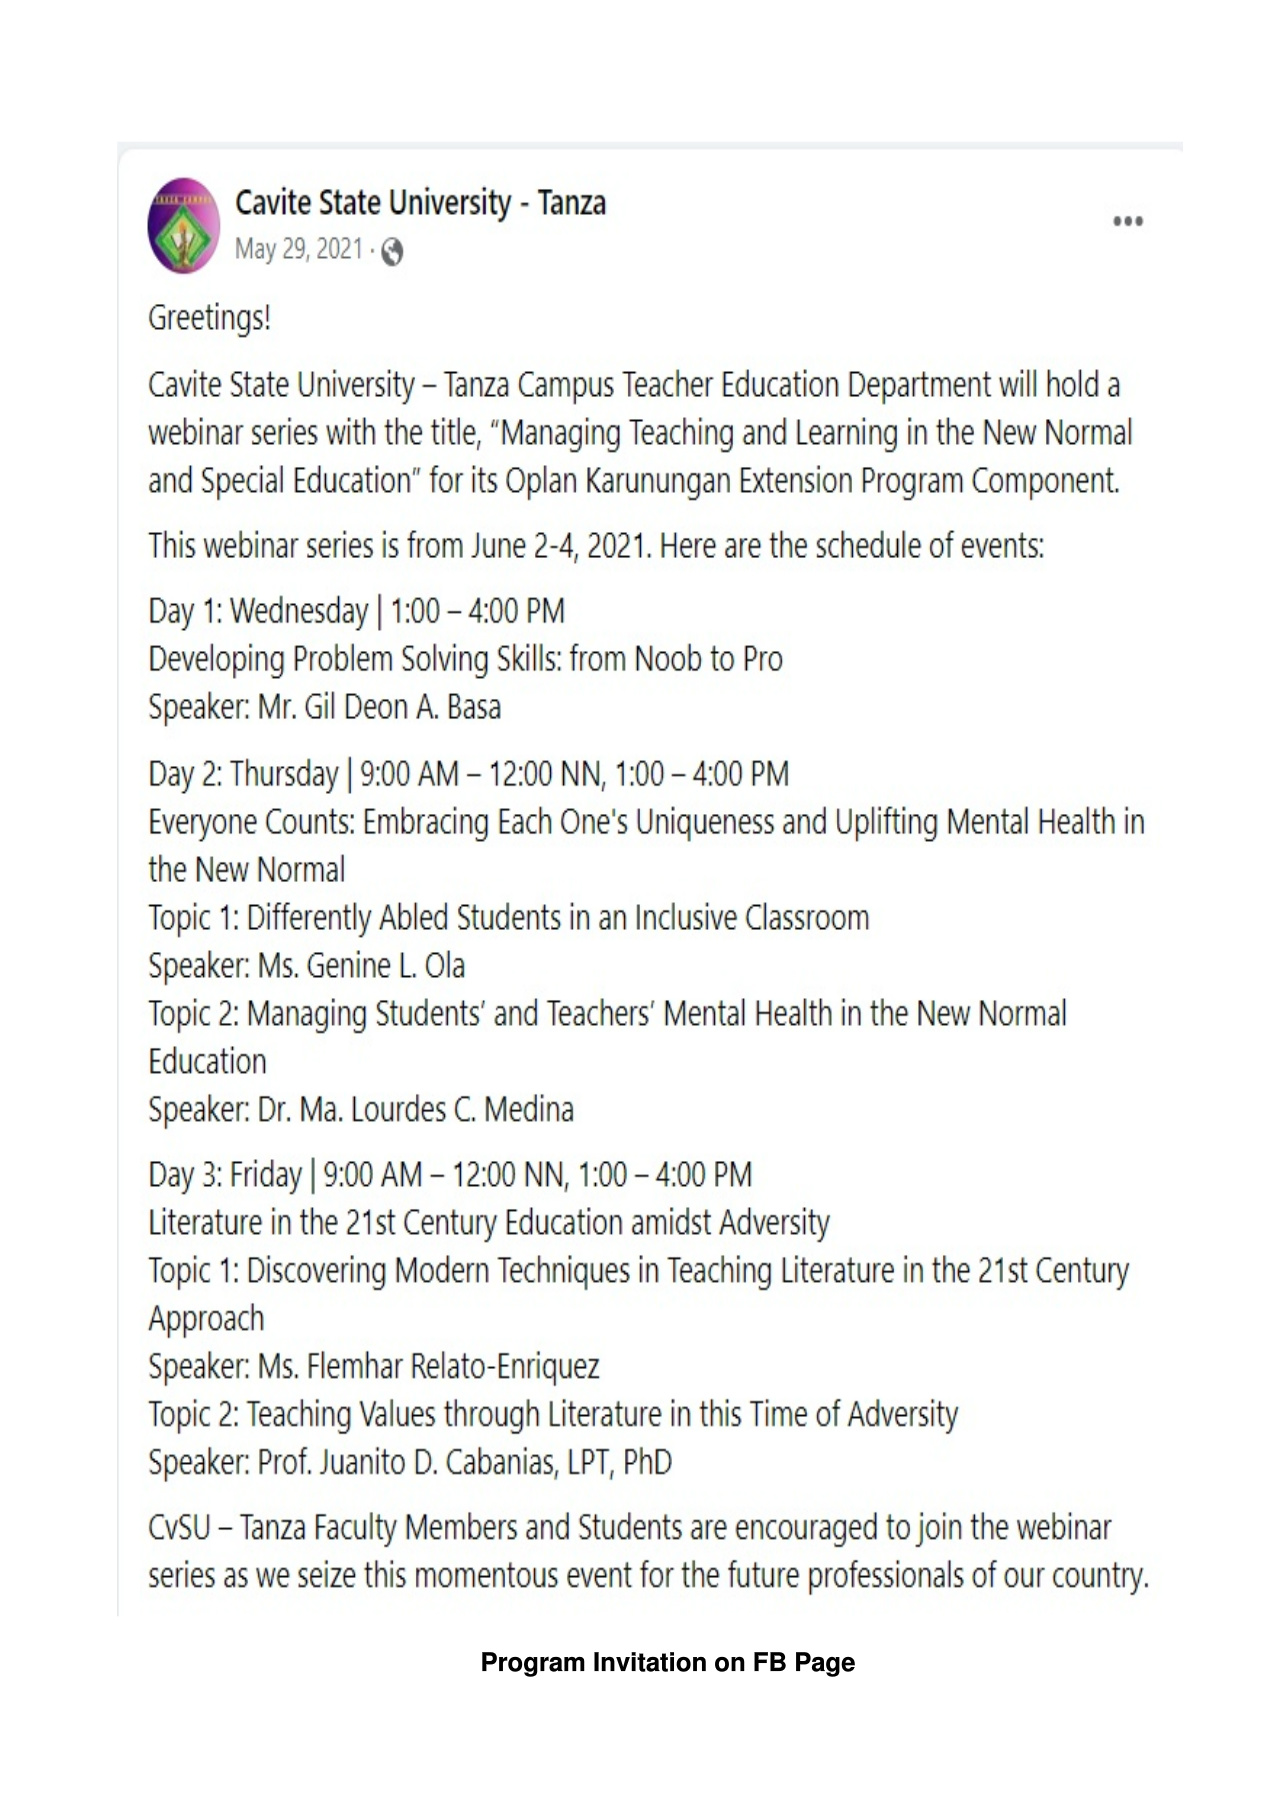 TANZA CAMPUS
Cavite State University - Tanza
May 29, 2021 ·
Greetings!
Cavite State University – Tanza Campus Teacher Education Department will hold a
webinar series with the title, “Managing Teaching and Learning in the New Normal
and Special Education” for its Oplan Karunungan Extension Program Component.
This webinar series is from June 2-4, 2021. Here are the schedule of events:
Day 1: Wednesday | 1:00 – 4:00 PM
Developing Problem Solving Skills: from Noob to Pro
Speaker: Mr. Gil Deon A. Basa
Day 2: Thursday | 9:00 AM – 12:00 NN, 1:00 – 4:00 PM
Everyone Counts: Embracing Each One's Uniqueness and Uplifting Mental Health in
the New Normal
Topic 1: Differently Abled Students in an Inclusive Classroom
Speaker: Ms. Genine L. Ola
Topic 2: Managing Students’ and Teachers’ Mental Health in the New Normal
Education
Speaker: Dr. Ma. Lourdes C. Medina
Day 3: Friday | 9:00 AM – 12:00 NN, 1:00 – 4:00 PM
Literature in the 21st Century Education amidst Adversity
Topic 1: Discovering Modern Techniques in Teaching Literature in the 21st Century
Approach
Speaker: Ms. Flemhar Relato-Enriquez
Topic 2: Teaching Values through Literature in this Time of Adversity
Speaker: Prof. Juanito D. Cabanias, LPT, PhD
CvSU – Tanza Faculty Members and Students are encouraged to join the webinar
series as we seize this momentous event for the future professionals of our country.
Program Invitation on FB Page